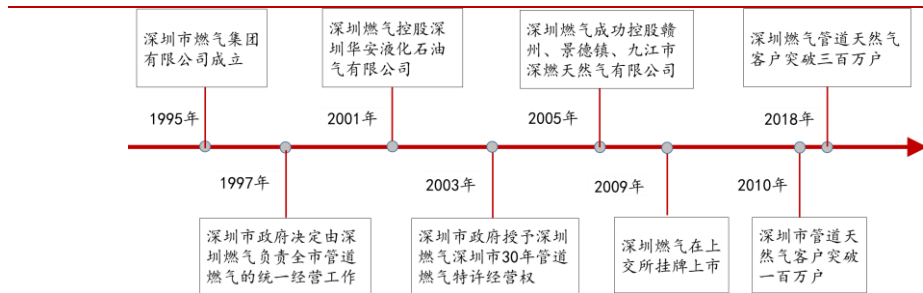 深圳市燃气集团
有限公司成立
深圳燃气控股深
圳华安液化石油
气有限公司
深圳燃气成功控股赣
州、景德镇、九江市
深燃天然气有限公司
深圳燃气管道天然气
客户突破三百万户
1995年
2001年
2005年
2018年
1997年
2003年
2009年
2010年
深圳市政府决定由深
圳燃气负责全市管道
燃气的统一经营工作
深圳市政府授予深圳
燃气深圳市30年管道
燃气特许经营权
深圳燃气在上
交所挂牌上市
深圳市管道天
然气客户突破
一百万户